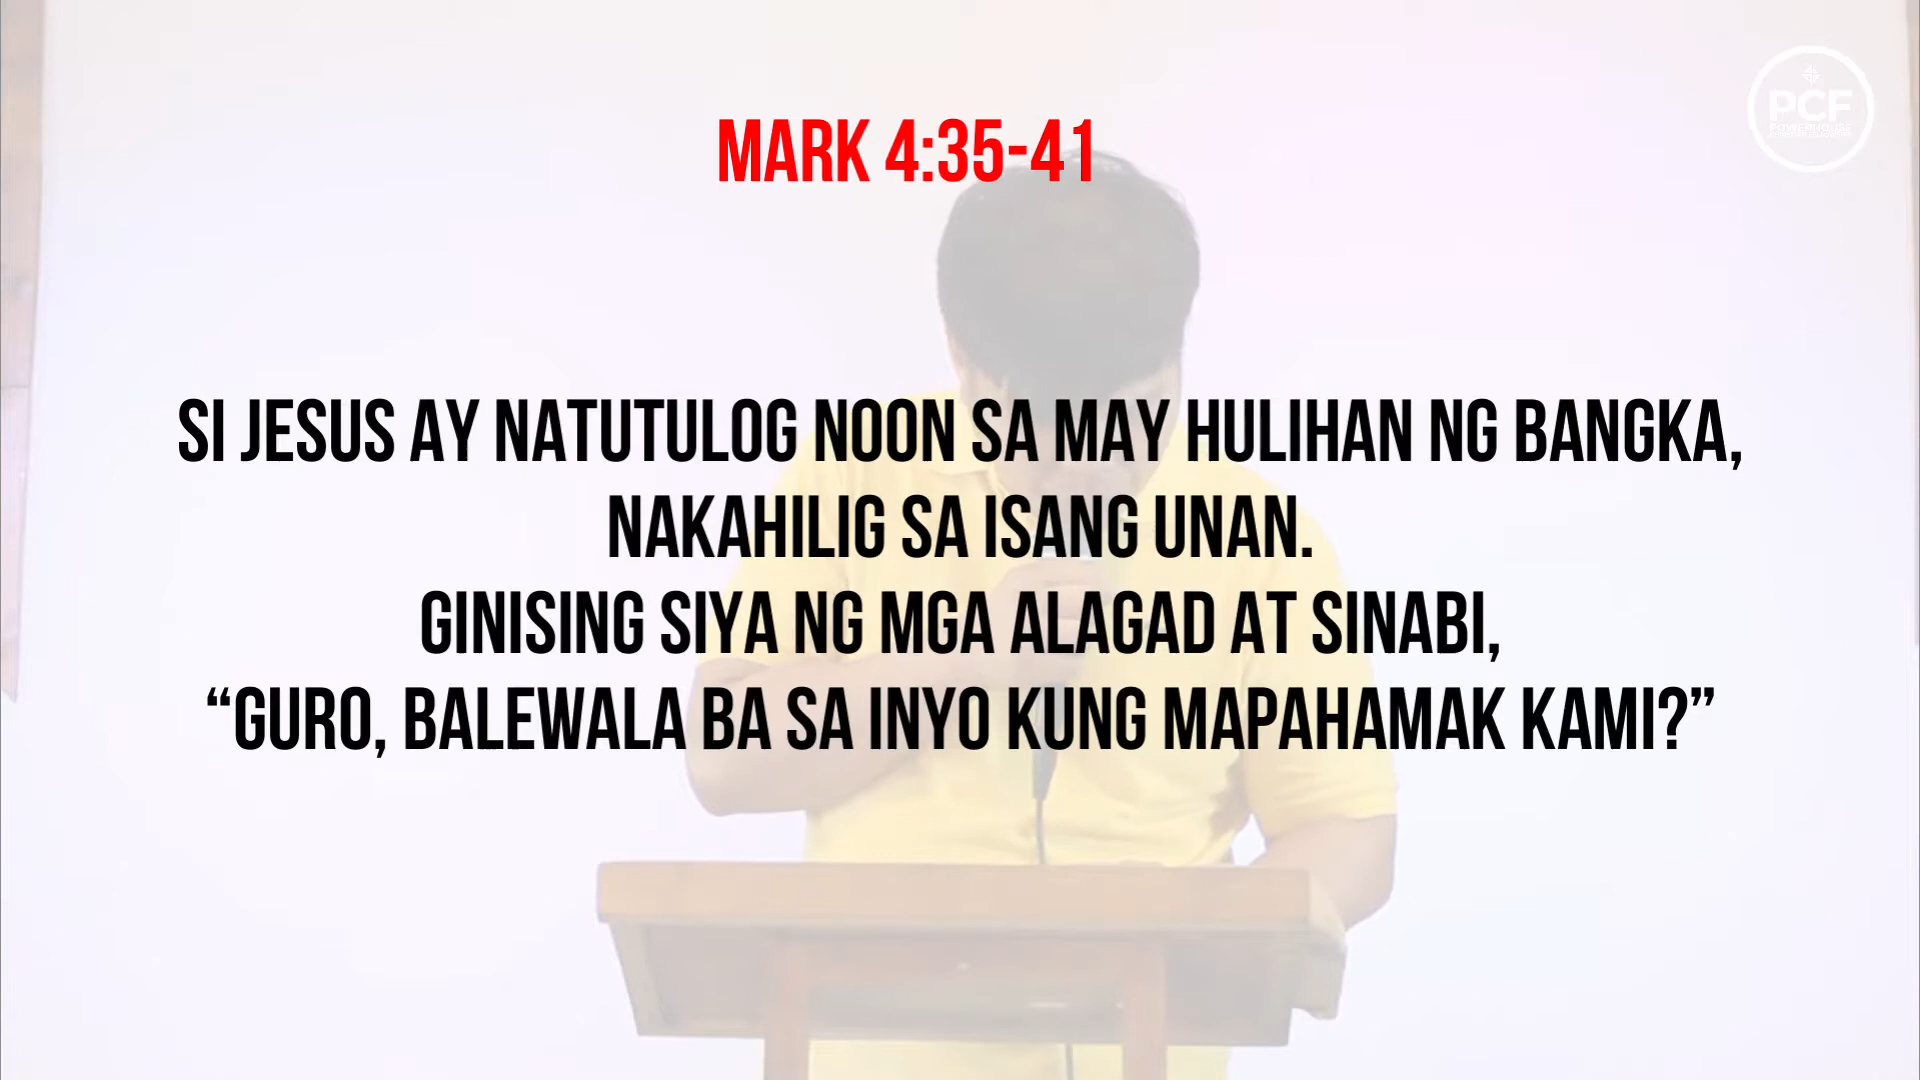 PCF
POWERHOUSE
MARK 4:35-41
SI JESUS AY NATUTULOG NOON SA MAY HULIHAN NG BANGKA,
NAKAHILIG SA ISANG UNAN.
GINISING SIYA NG MGA ALAGAD AT SINABI,
“GURO, BALEWALA BA SA INYO KUNG MAPAHAMAK KAMI?”